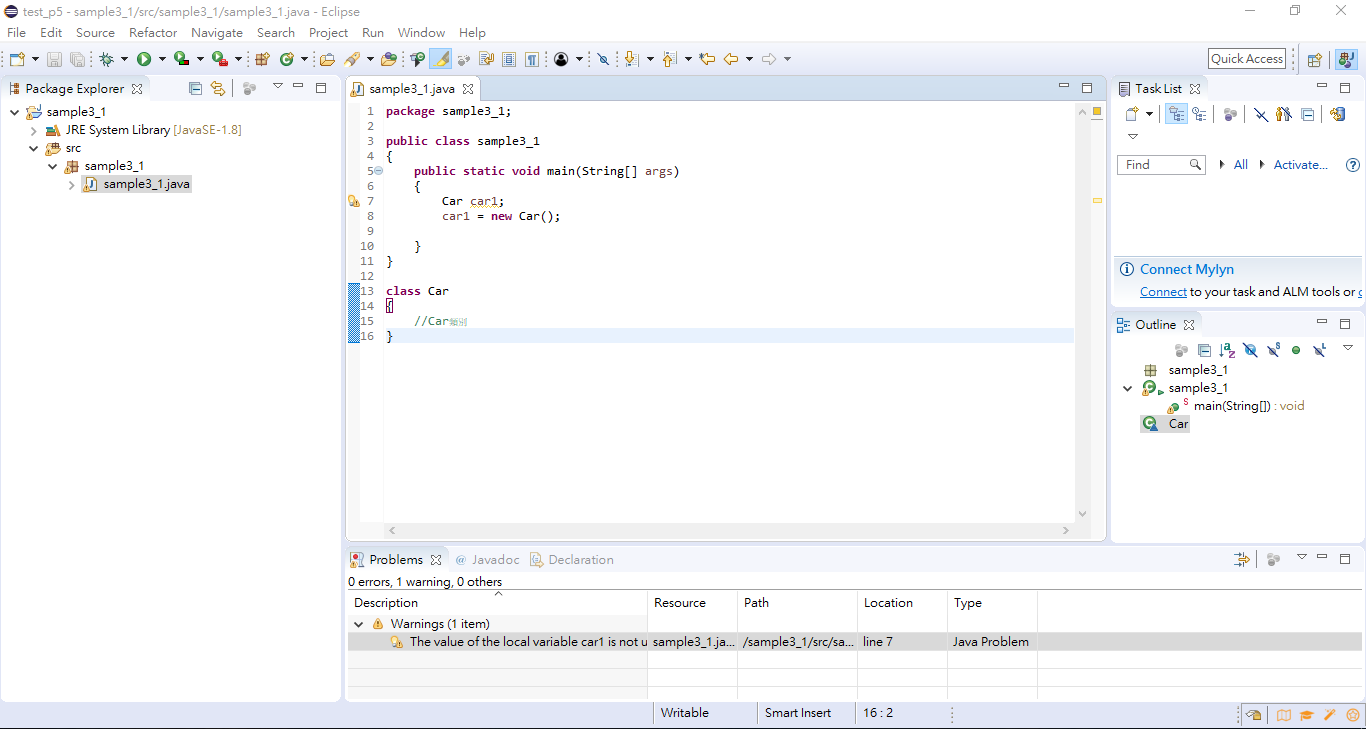 test_p5 - sample3_1/src/sample3_1/sample3_1.java - Eclipse
File Edit Source Refactor Navigate Search Project Run Window Help
Quick Access
Package Explorer
sample3_1
JRE System Library [JavaSE-1.8]
src
sample3_1
sample3_1.java
sample3_1.java
1 package sample3_1;
2
3 public class sample3_1
4 {
5 public static void main(String[] args)
6 {
7 Car car1;
8 car1 = new Car();
9
10 }
11 }
12
13 class Car
14 {
15 //Car類別
16 }
Task List
Find
All
Activate...
Connect Mylyn
Connect to your task and ALM tools or c
Outline
sample3_1
sample3_1
main(String[]) : void
Car
Problems @ Javadoc Declaration
0 errors, 1 warning, 0 others
Description Resource Path Location Type
Warnings (1 item)
The value of the local variable car1 is not u sample3_1.ja... /sample3_1/src/sa... line 7 Java Problem
Writable Smart Insert 16 : 2